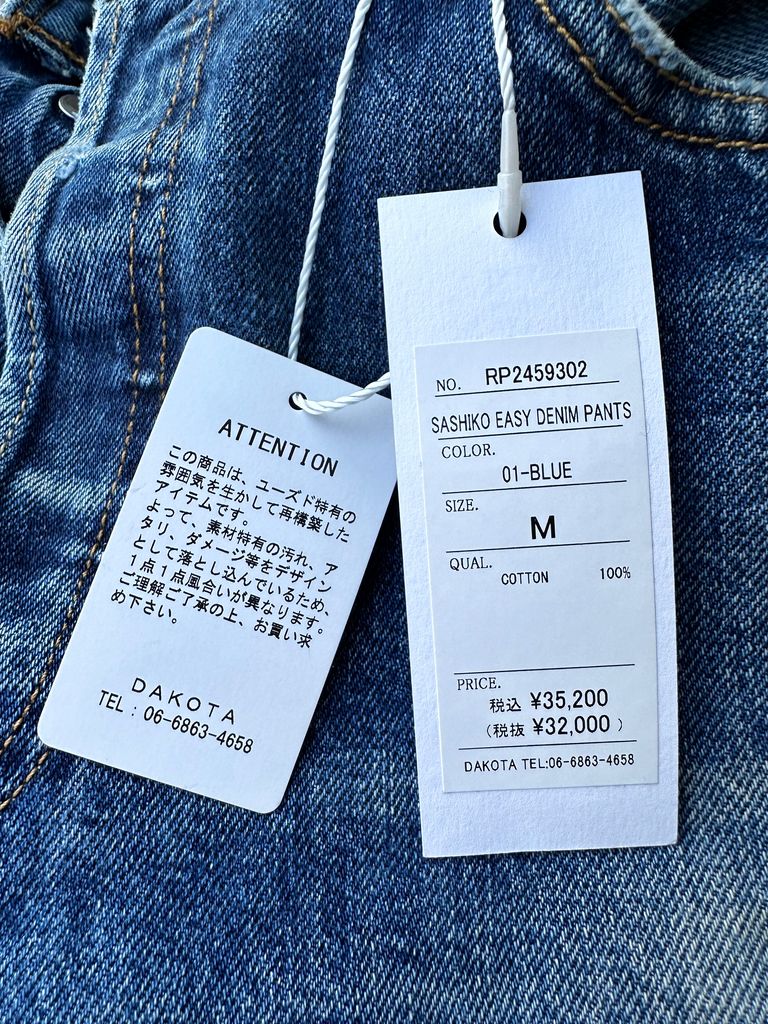 ATTENTION
この商品は、ユーズド特有の
雰囲気を生かして再構築した
アイテムです。
よって、素材特有の汚れ、ア
タリ、ダメージ等をデザイン
として落とし込んでいるため、
1点1点風合いが異なります。
ご理解ご了承の上、お買い求
め下さい。
DAKOTA
TEL : 06-6863-4658
NO. RP2459302
SASHIKO EASY DENIM PANTS
COLOR.
01-BLUE
SIZE.
M
QUAL.
COTTON 100%
PRICE.
税込 ¥35,200
(税抜 ¥32,000 )
DAKOTA TEL:06-6863-4658